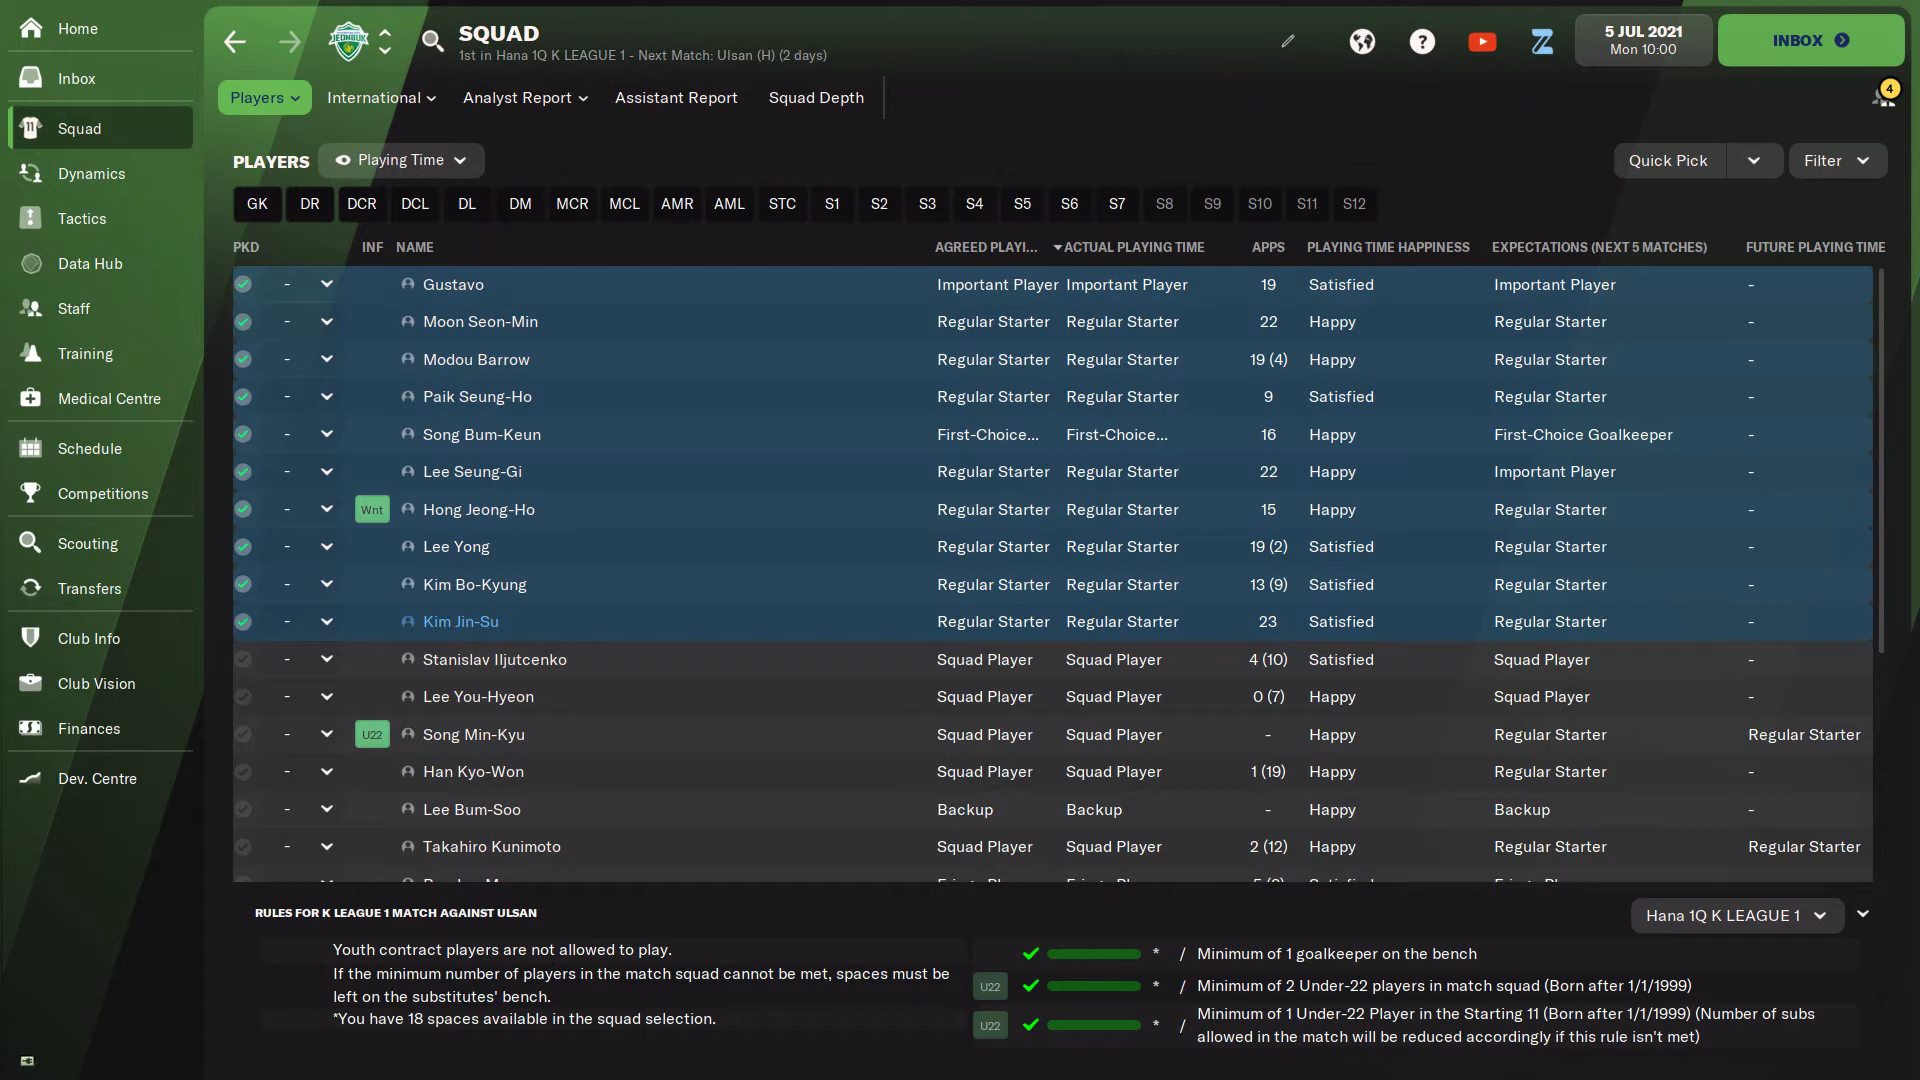 Home
Inbox
Squad
Dynamics
Tactics
Data Hub
Staff
Training
Medical Centre
Schedule
Competitions
Scouting
Transfers
Club Info
Club Vision
Finances
Dev. Centre
SQUAD
1st in Hana 1Q K LEAGUE 1 - Next Match: Ulsan (H) (2 days)
5 JUL 2021
Mon 10:00
INBOX
Players International Analyst Report Assistant Report Squad Depth
4
PLAYERS Playing Time Quick Pick Filter
GK DR DCR DCL DL DM MCR MCL AMR AML STC S1 S2 S3 S4 S5 S6 S7 S8 S9 S10 S11 S12
PKD INF NAME AGREED PLAYI... ACTUAL PLAYING TIME APPS PLAYING TIME HAPPINESS EXPECTATIONS (NEXT 5 MATCHES) FUTURE PLAYING TIME
- Gustavo Important Player Important Player 19 Satisfied Important Player -
- Moon Seon-Min Regular Starter Regular Starter 22 Happy Regular Starter -
- Modou Barrow Regular Starter Regular Starter 19 (4) Happy Regular Starter -
- Paik Seung-Ho Regular Starter Regular Starter 9 Satisfied Regular Starter -
- Song Bum-Keun First-Choice... First-Choice... 16 Happy First-Choice Goalkeeper -
- Lee Seung-Gi Regular Starter Regular Starter 22 Happy Important Player -
- Wnt Hong Jeong-Ho Regular Starter Regular Starter 15 Happy Regular Starter -
- Lee Yong Regular Starter Regular Starter 19 (2) Satisfied Regular Starter -
- Kim Bo-Kyung Regular Starter Regular Starter 13 (9) Satisfied Regular Starter -
- Kim Jin-Su Regular Starter Regular Starter 23 Satisfied Regular Starter -
- Stanislav Iljutcenko Squad Player Squad Player 4 (10) Satisfied Squad Player -
- Lee You-Hyeon Squad Player Squad Player 0 (7) Happy Squad Player -
- U22 Song Min-Kyu Squad Player Squad Player - Happy Regular Starter Regular Starter
- Han Kyo-Won Squad Player Squad Player 1 (19) Happy Regular Starter -
- Lee Bum-Soo Backup Backup - Happy Backup -
- Takahiro Kunimoto Squad Player Squad Player 2 (12) Happy Regular Starter Regular Starter
RULES FOR K LEAGUE 1 MATCH AGAINST ULSAN
Hana 1Q K LEAGUE 1
Youth contract players are not allowed to play.
If the minimum number of players in the match squad cannot be met, spaces must be
left on the substitutes' bench.
*You have 18 spaces available in the squad selection.
* / Minimum of 1 goalkeeper on the bench
U22 * / Minimum of 2 Under-22 players in match squad (Born after 1/1/1999)
U22 * / Minimum of 1 Under-22 Player in the Starting 11 (Born after 1/1/1999) (Number of subs
allowed in the match will be reduced accordingly if this rule isn't met)